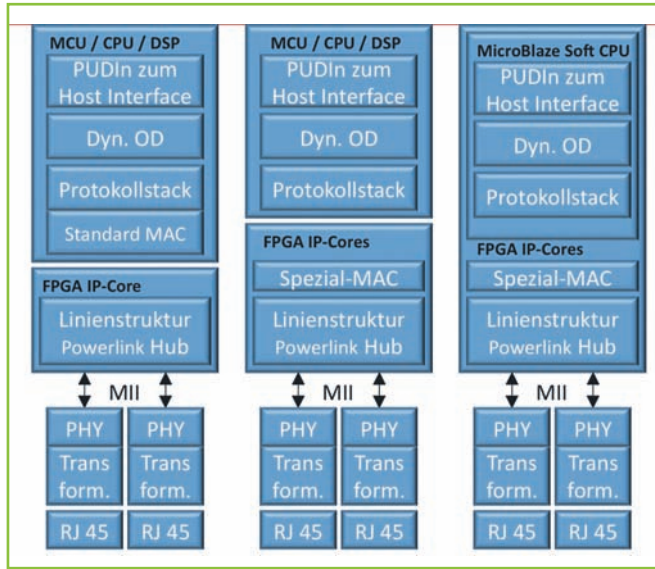 MCU / CPU / DSP
PUDIn zum
Host Interface
Dyn. OD
Protokollstack
Standard MAC
FPGA IP-Core
Linienstruktur
Powerlink Hub
MII
PHY PHY
Trans Trans
form. form.
RJ 45 RJ 45
MCU / CPU / DSP
PUDIn zum
Host Interface
Dyn. OD
Protokollstack
FPGA IP-Cores
Spezial-MAC
Linienstruktur
Powerlink Hub
MII
PHY PHY
Trans Trans
form. form.
RJ 45 RJ 45
MicroBlaze Soft CPU
PUDIn zum
Host Interface
Dyn. OD
Protokollstack
FPGA IP-Cores
Spezial-MAC
Linienstruktur
Powerlink Hub
MII
PHY PHY
Trans Trans
form. form.
RJ 45 RJ 45